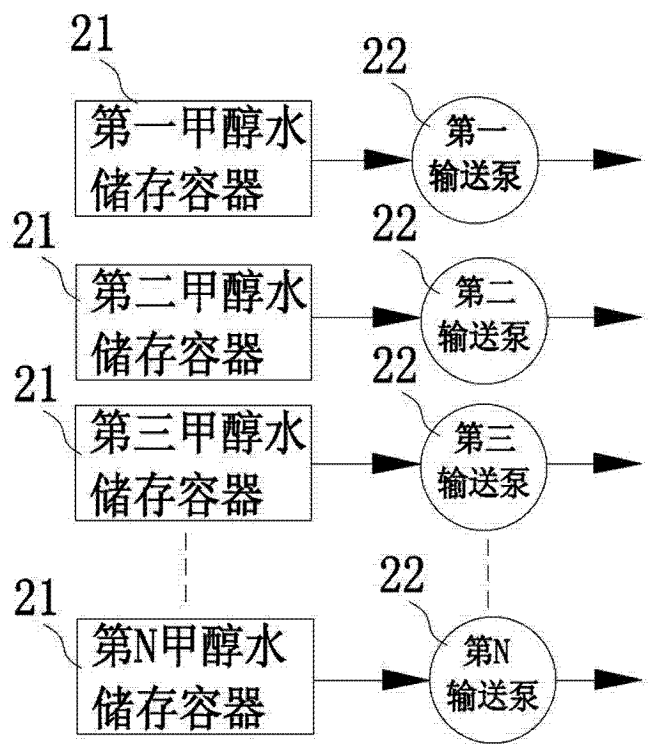 21
22
第一甲醇水
储存容器
第一
输送泵
21
22
第二甲醇水
储存容器
第二
输送泵
21
22
第三甲醇水
储存容器
第三
输送泵
21
22
第N甲醇水
储存容器
第N
输送泵